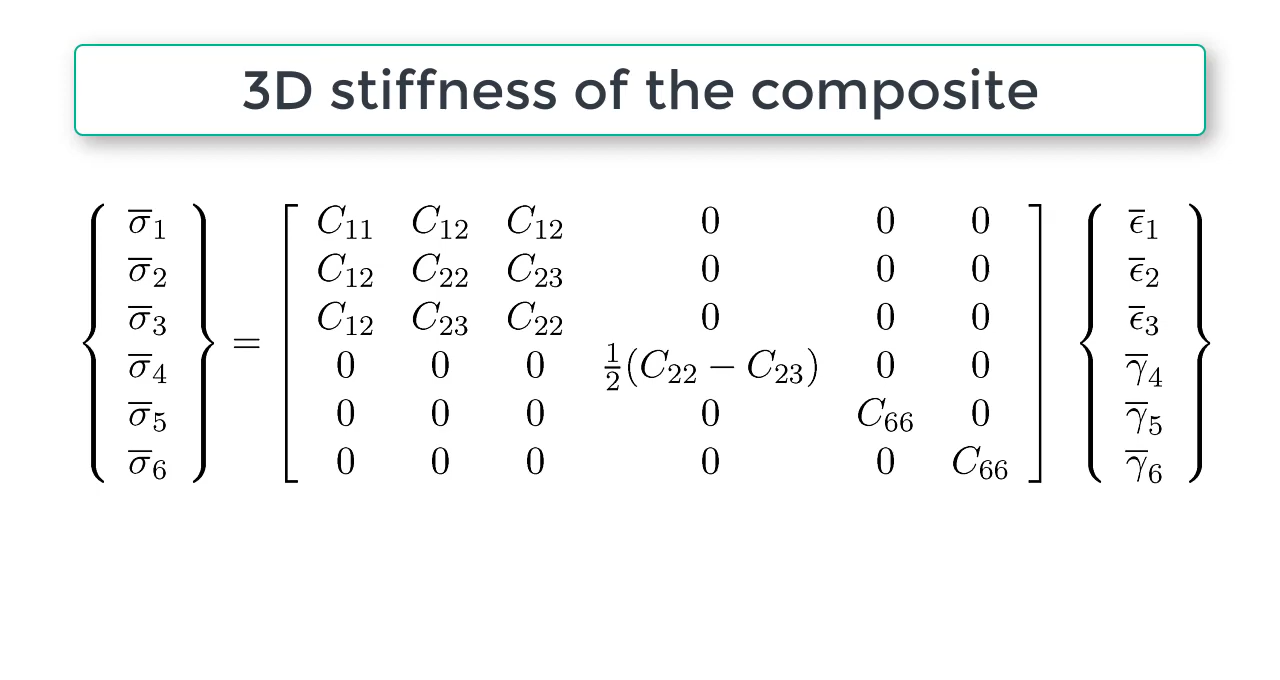 3D stiffness of the composite
σ̅₁ C₁₁ C₁₂ C₁₂ 0 0 0 ε̅₁
σ̅₂ C₁₂ C₂₂ C₂₃ 0 0 0 ε̅₂
σ̅₃ = C₁₂ C₂₃ C₂₂ 0 0 0 ε̅₃
σ̅₄ 0 0 0 ½(C₂₂ − C₂₃) 0 0 γ̅₄
σ̅₅ 0 0 0 0 C₆₆ 0 γ̅₅
σ̅₆ 0 0 0 0 0 C₆₆ γ̅₆